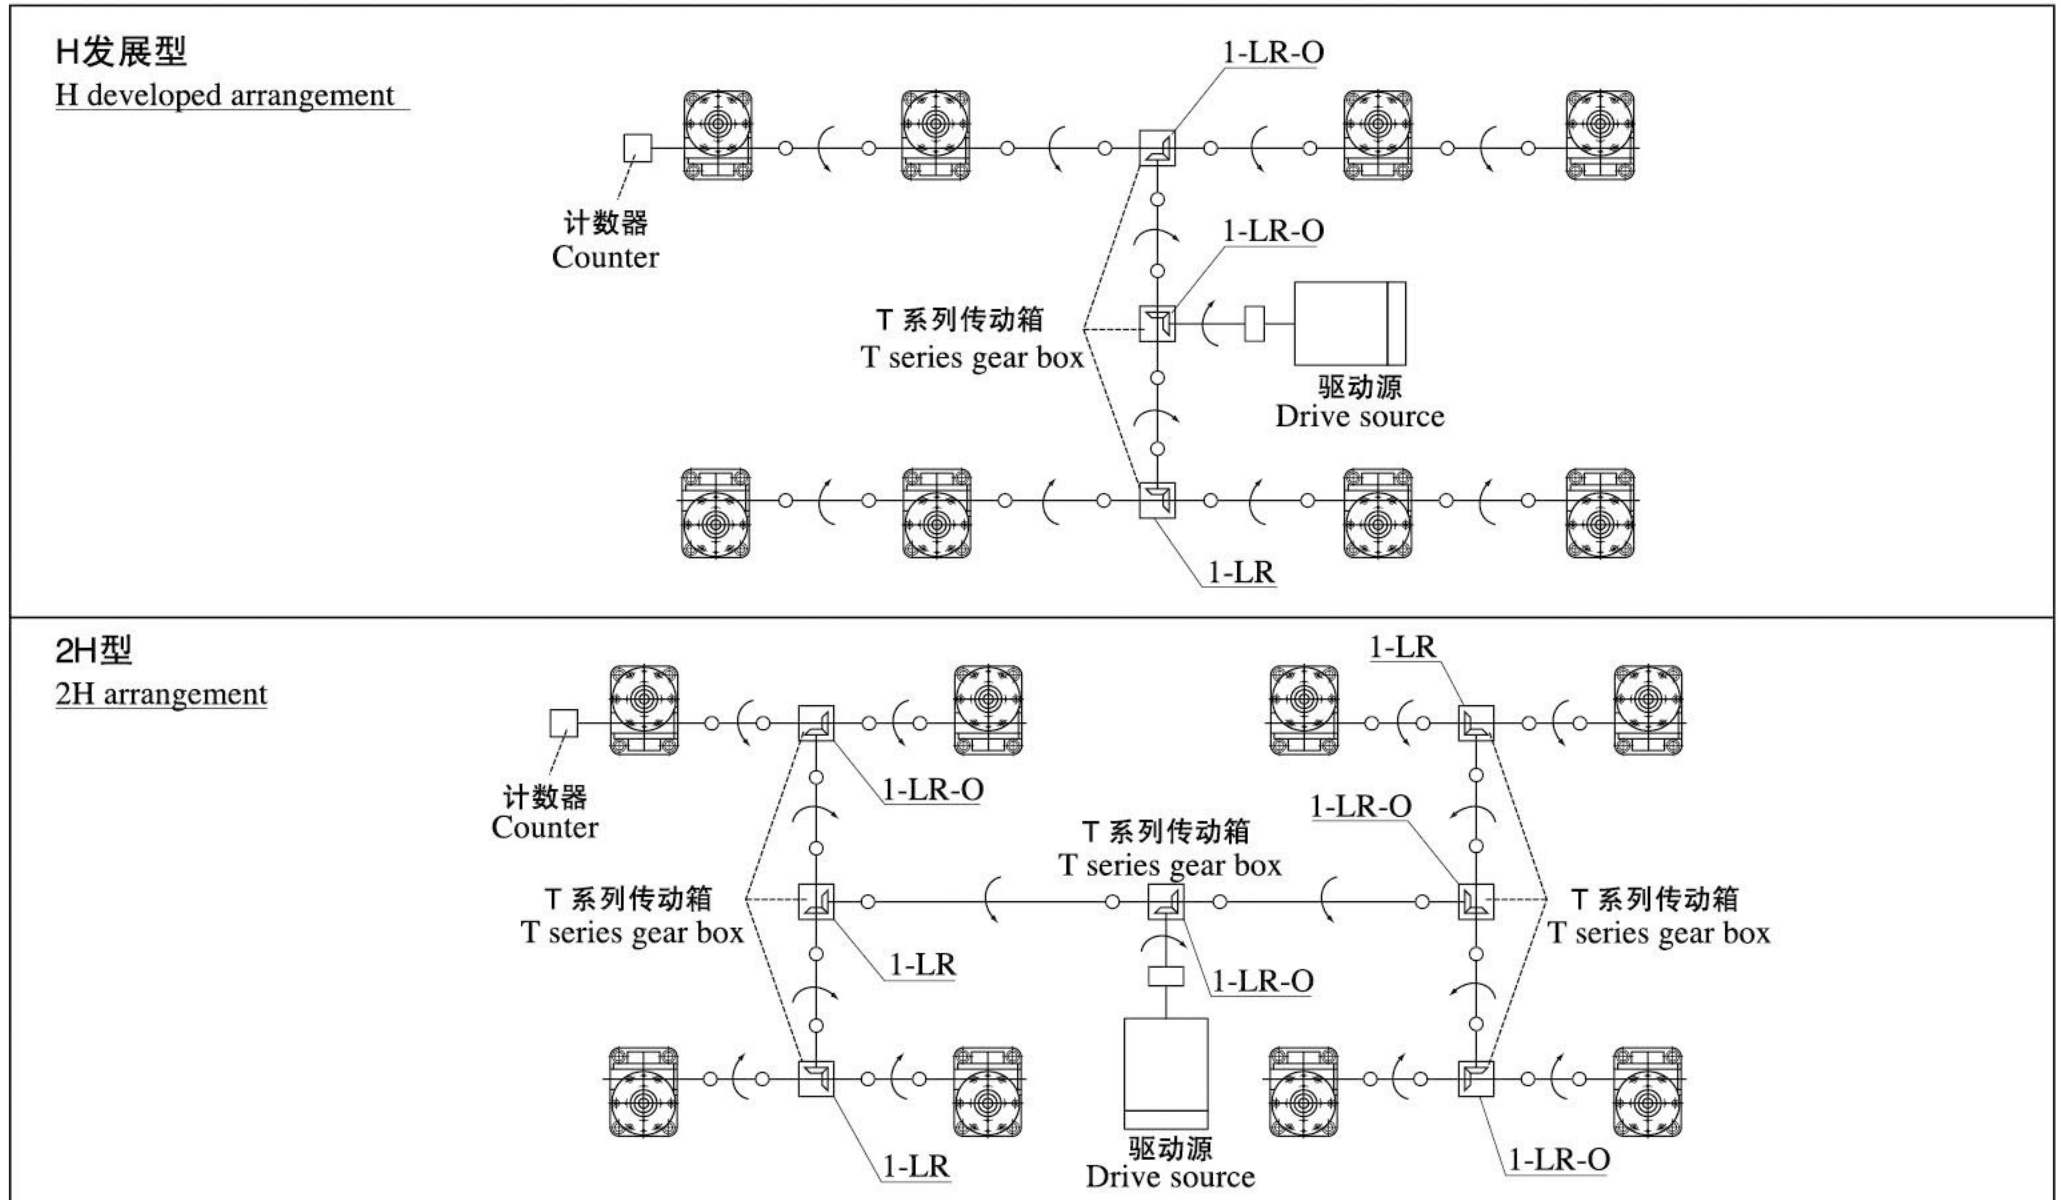 H发展型
H developed arrangement
1-LR-O
计数器
Counter
1-LR-O
T 系列传动箱
T series gear box
驱动源
Drive source
1-LR
2H型
2H arrangement
1-LR
1-LR-O
计数器
Counter
1-LR-O
T 系列传动箱
T series gear box
T 系列传动箱
T series gear box
T 系列传动箱
T series gear box
1-LR
1-LR-O
驱动源
Drive source
1-LR
1-LR-O